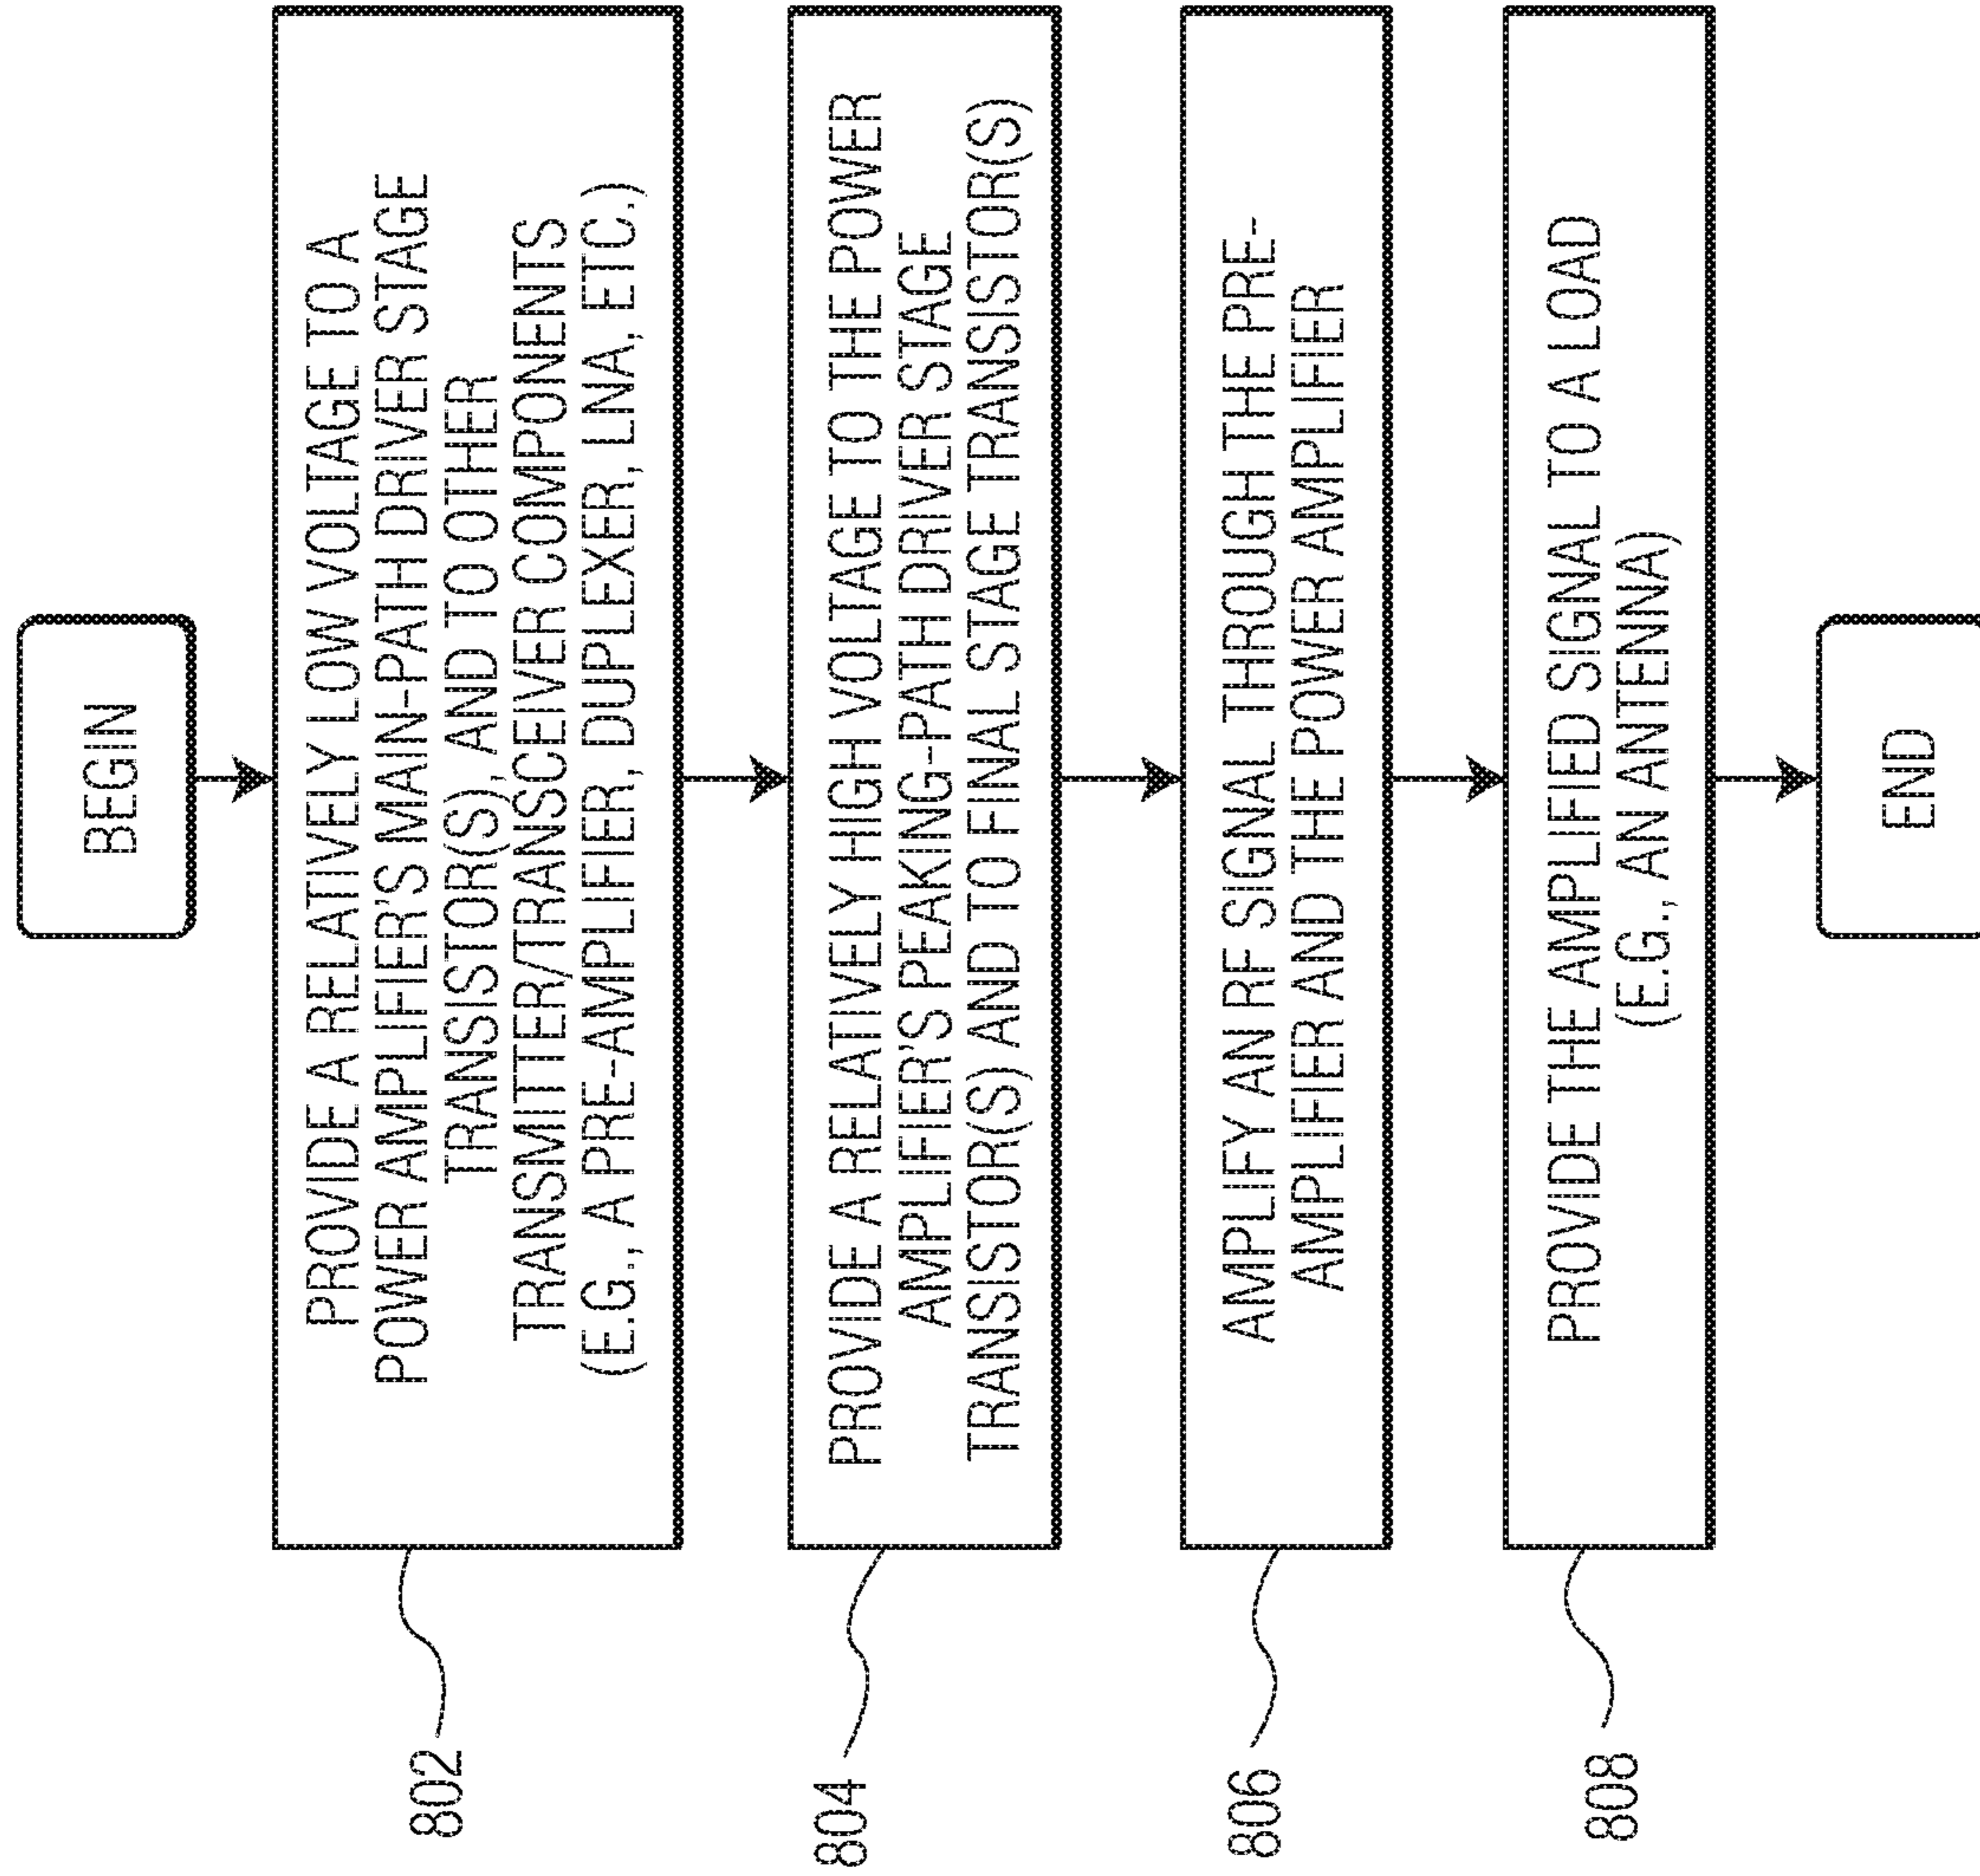 BEGIN
802
PROVIDE A RELATIVELY LOW VOLTAGE TO A
POWER AMPLIFIER'S MAIN-PATH DRIVER STAGE
TRANSISTOR(S), AND TO OTHER
TRANSMITTER/TRANSCEIVER COMPONENTS
(E.G., A PRE-AMPLIFIER, DUPLEXER, LNA, ETC.)
804
PROVIDE A RELATIVELY HIGH VOLTAGE TO THE POWER
AMPLIFIER'S PEAKING-PATH DRIVER STAGE
TRANSISTOR(S) AND TO FINAL STAGE TRANSISTOR(S)
806
AMPLIFY AN RF SIGNAL THROUGH THE PRE-
AMPLIFIER AND THE POWER AMPLIFIER
808
PROVIDE THE AMPLIFIED SIGNAL TO A LOAD
(E.G., AN ANTENNA)
END